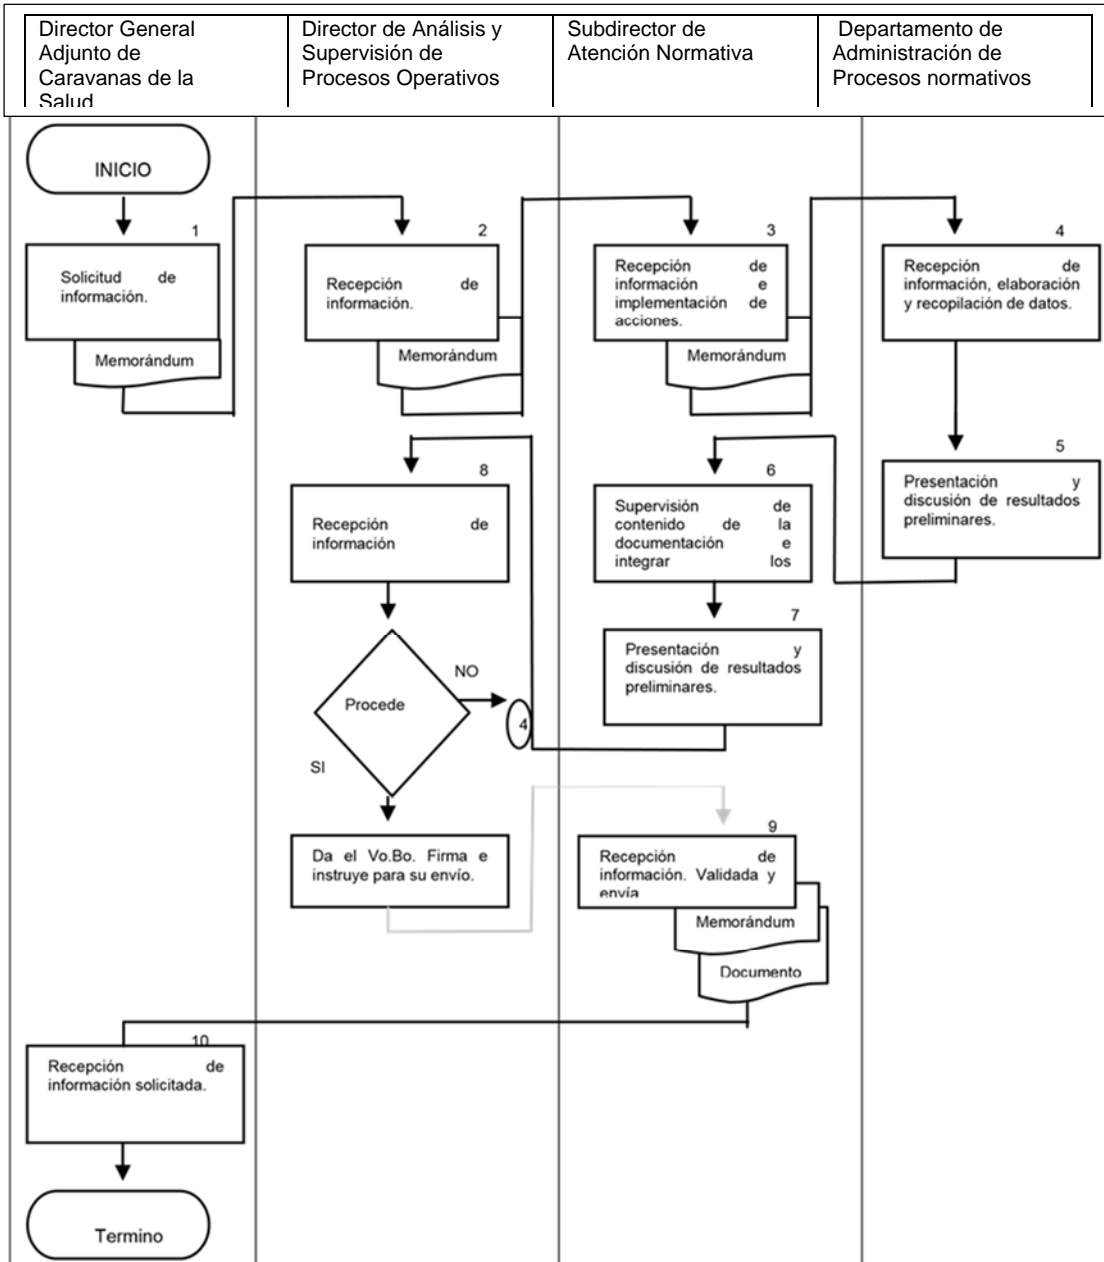 Director General
Adjunto de
Caravanas de la
Salud
Director de Análisis y
Supervisión de
Procesos Operativos
Subdirector de
Atención Normativa
Departamento de
Administración de
Procesos normativos
INICIO
1
Solicitud de
información.
Memorándum
2
Recepción de
información.
Memorándum
3
Recepción de
información e
implementación de
acciones.
Memorándum
4
Recepción de
información, elaboración
y recopilación de datos.
5
Presentación y
discusión de resultados
preliminares.
6
Supervisión de
contenido de la
documentación e
integrar los
7
Presentación y
discusión de resultados
preliminares.
8
Recepción de
información
Procede
NO
4
SI
Da el Vo.Bo. Firma e
instruye para su envío.
9
Recepción de
información. Validada y
envía
Memorándum
Documento
10
Recepción de
información solicitada.
Termino